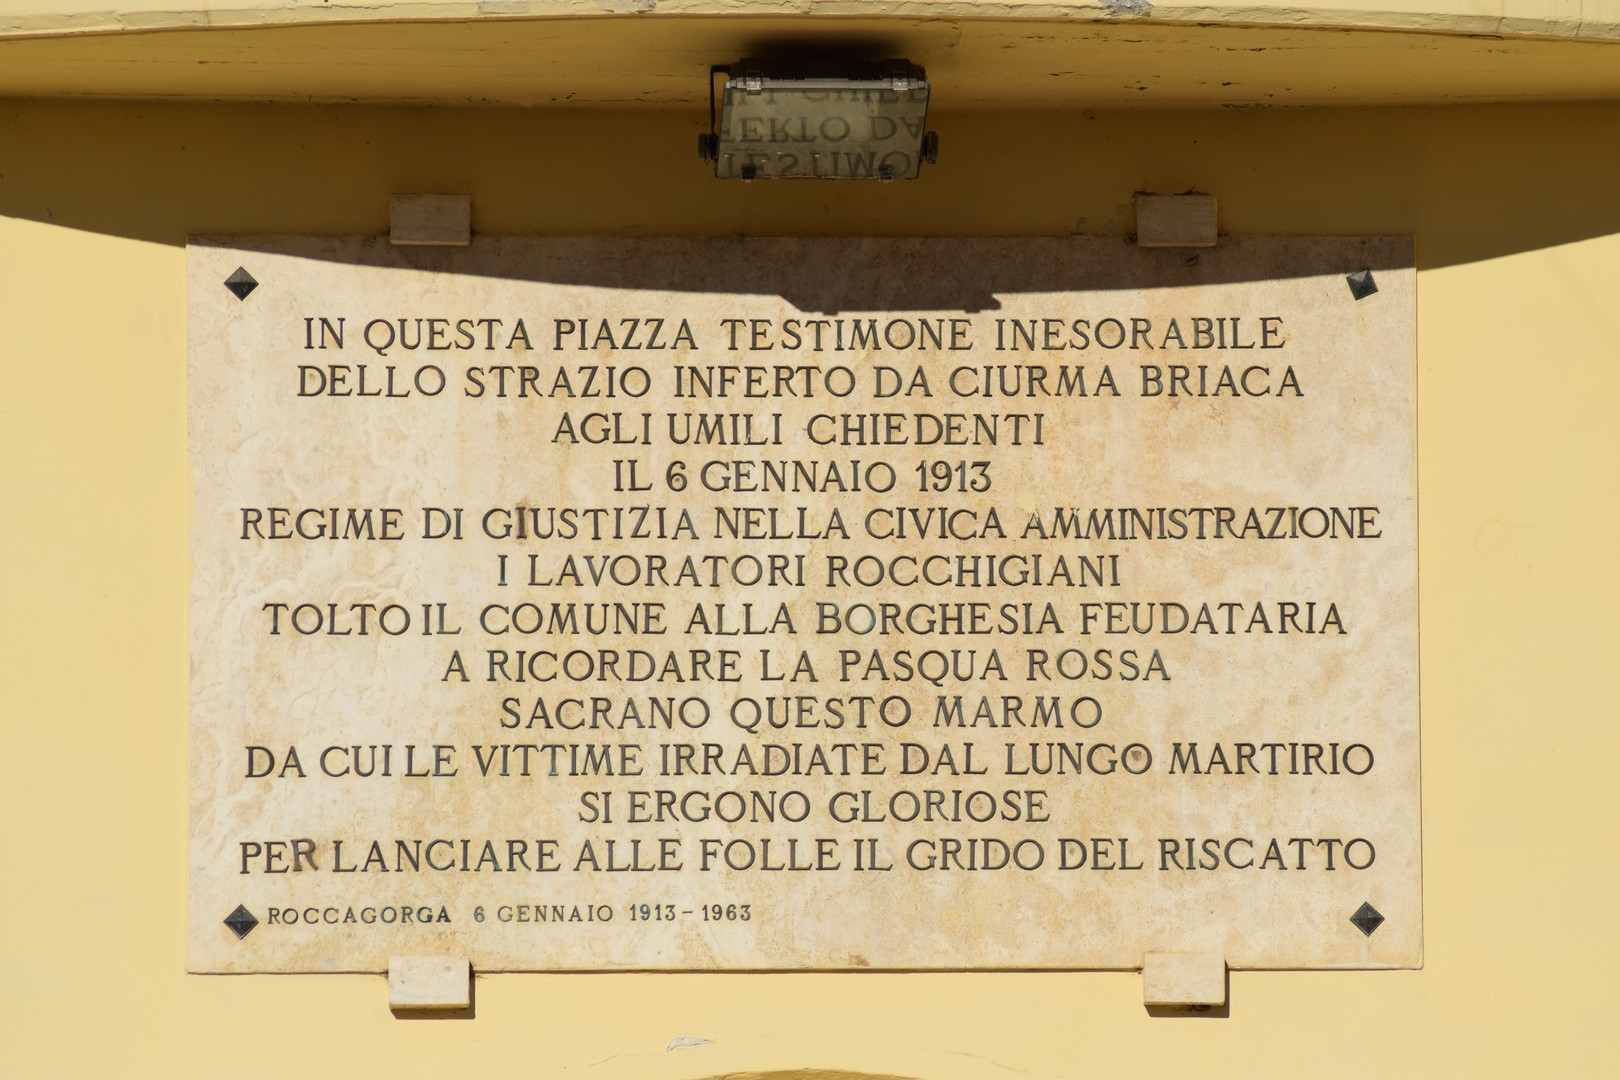 IN QUESTA PIAZZA TESTIMONE INESORABILE
DELLO STRAZIO INFERTO DA CIURMA BRIACA
AGLI UMILI CHIEDENTI
IL 6 GENNAIO 1913
REGIME DI GIUSTIZIA NELLA CIVICA AMMINISTRAZIONE
I LAVORATORI ROCCHIGIANI
TOLTO IL COMUNE ALLA BORGHESIA FEUDATARIA
A RICORDARE LA PASQUA ROSSA
SACRANO QUESTO MARMO
DA CUI LE VITTIME IRRADIATE DAL LUNGO MARTIRIO
SI ERGONO GLORIOSE
PER LANCIARE ALLE FOLLE IL GRIDO DEL RISCATTO
ROCCAGORGA 6 GENNAIO 1913-1963